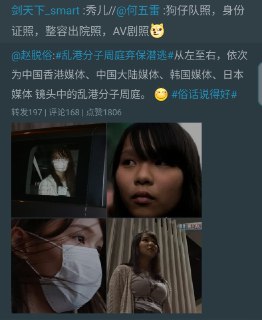 剑天下_smart :秀儿//@何五雷 :狗仔队照，身份
证照，整容出院照，AV剧照
@赵脱俗:#乱港分子周庭弃保潜逃#从左至右，依次
为中国香港媒体、中国大陆媒体、韩国媒体、日本
媒体 镜头中的乱港分子周庭。 #俗话说得好#
转发197 | 评论168 | 点赞1806